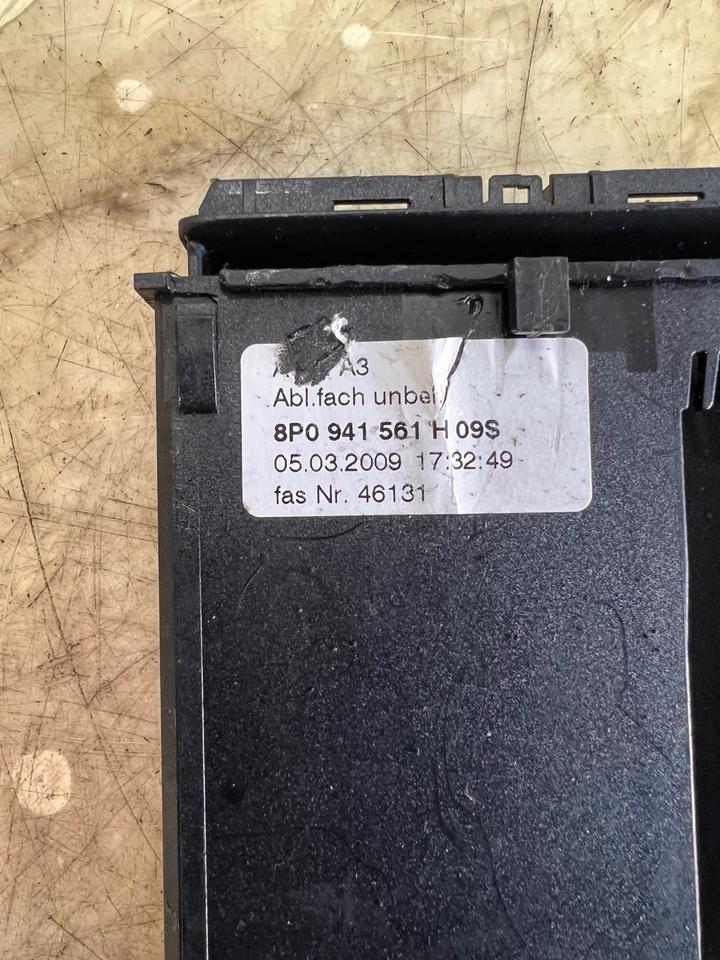 A3
Abl.fach unbel.
8P0 941 561 H 09S
05.03.2009 17:32:49
fas Nr. 46131